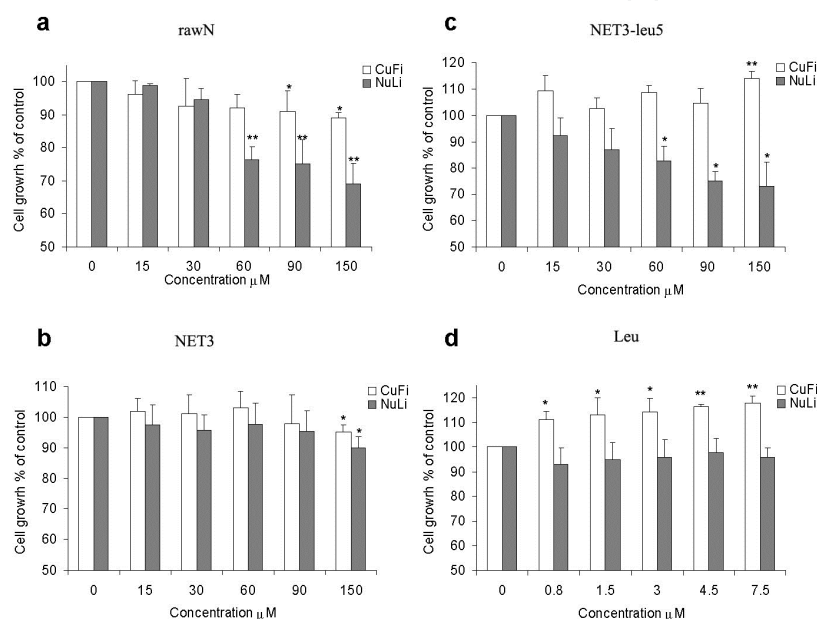 a
rawN
Cell growrh % of control
100
90
80
70
60
50
CuFi
NuLi
*
*
**
**
**
0 15 30 60 90 150
Concentration μM
c
NET3-leu5
Cell growrh % of control
120
110
100
90
80
70
60
50
CuFi
NuLi
**
*
*
*
0 15 30 60 90 150
Concentration μM
b
NET3
Cell growrh % of control
110
100
90
80
70
60
50
CuFi
NuLi
*
*
0 15 30 60 90 150
Concentration μM
d
Leu
Cell growrh % of control
120
110
100
90
80
70
60
50
CuFi
NuLi
*
*
*
**
**
0 0.8 1.5 3 4.5 7.5
Concentration μM